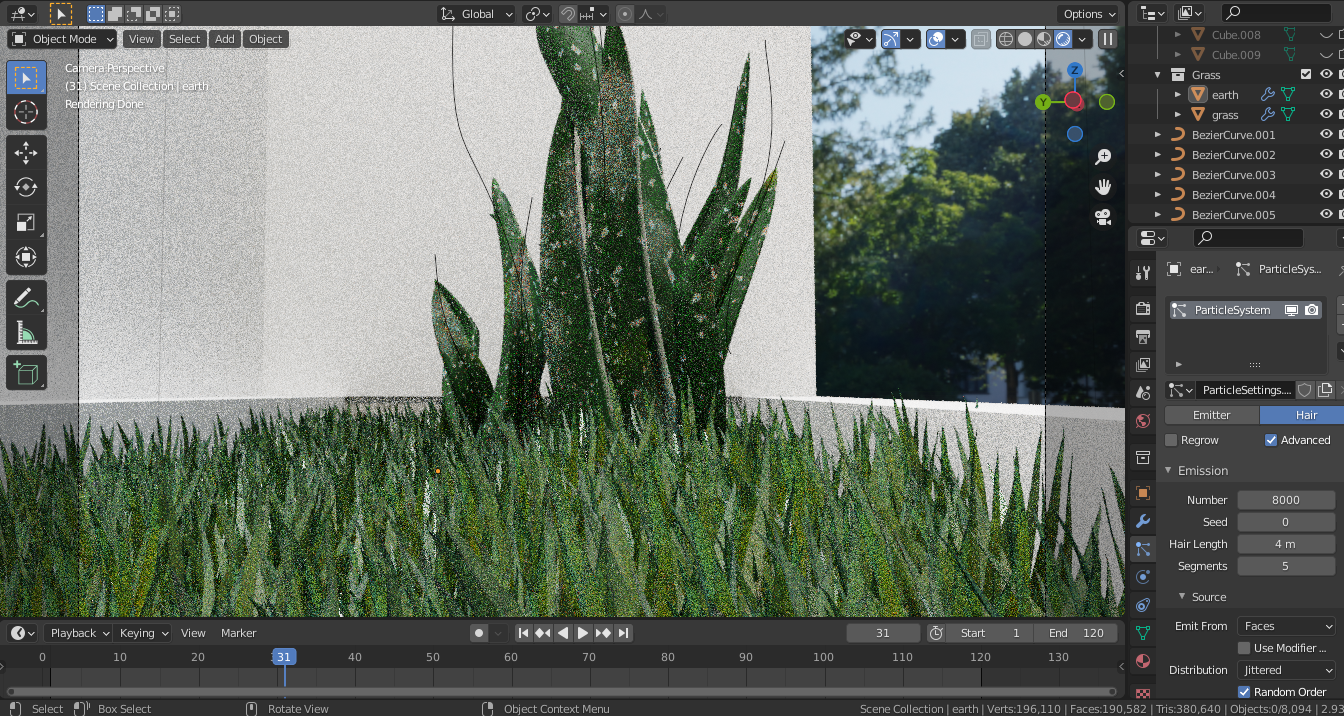 Global
Options
Object Mode
View
Select
Add
Object
Camera Perspective
(31) Scene Collection | earth
Rendering Done
Z
Y
Cube.008
Cube.009
Grass
earth
grass
BezierCurve.001
BezierCurve.002
BezierCurve.003
BezierCurve.004
BezierCurve.005
ear...
ParticleSys...
ParticleSystem
ParticleSettings....
Emitter
Hair
Regrow
Advanced
Emission
Number 8000
Seed 0
Hair Length 4 m
Segments 5
Source
Emit From Faces
Use Modifier ...
Distribution Jittered
Random Order
Playback
Keying
View
Marker
31
Start 1
End 120
0 10 20 31 40 50 60 70 80 90 100 110 120 130
Select
Box Select
Rotate View
Object Context Menu
Scene Collection | earth | Verts:196,110 | Faces:190,582 | Tris:380,640 | Objects:0/8,094 | 2.93